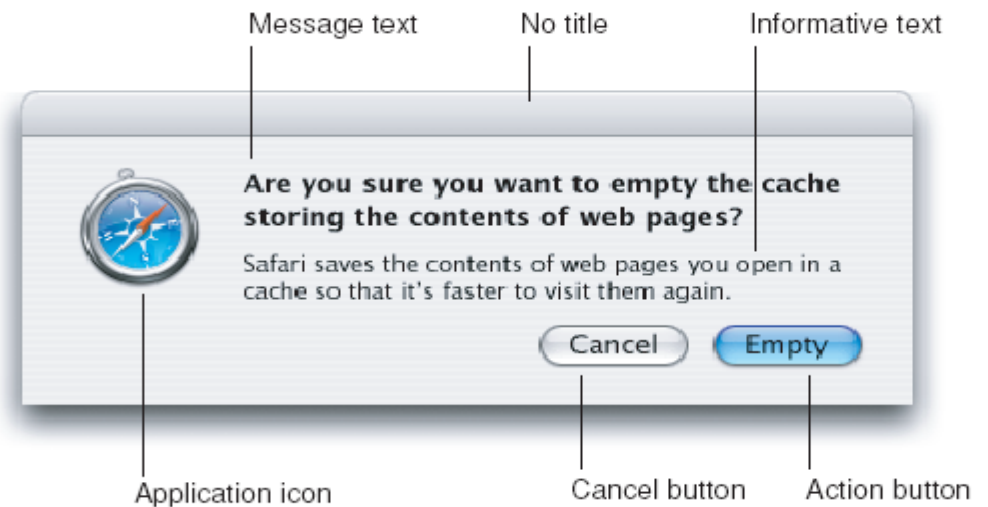 Message text
No title
Informative text
Are you sure you want to empty the cache
storing the contents of web pages?
Safari saves the contents of web pages you open in a
cache so that it's faster to visit them again.
Cancel
Empty
Application icon
Cancel button
Action button